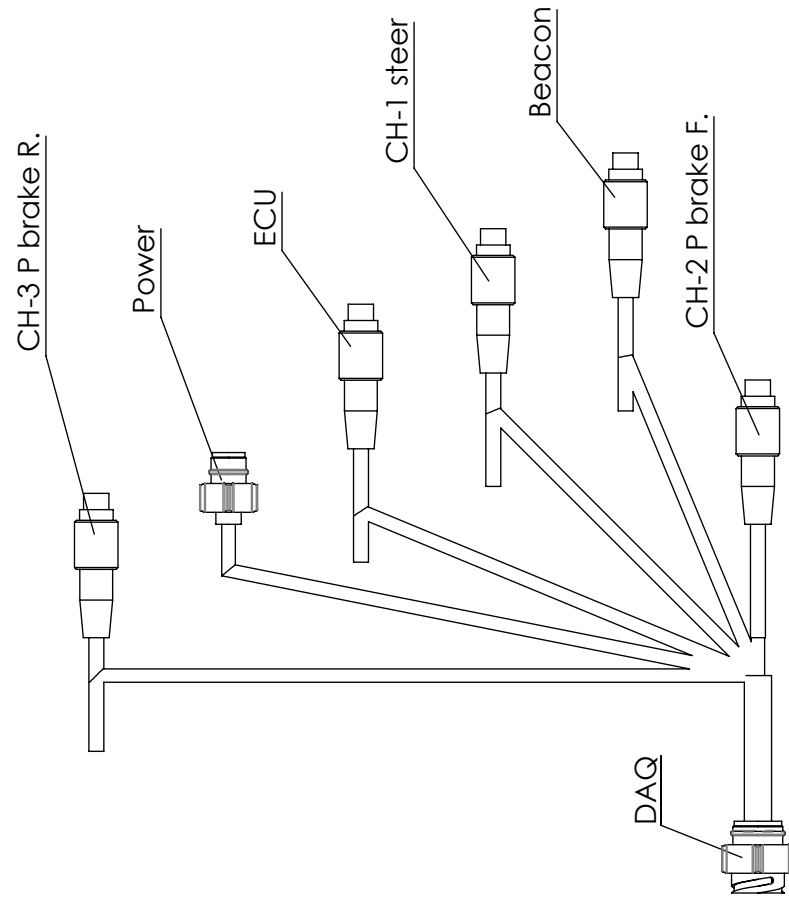 CH-3 P brake R.
Power
ECU
CH-1 steer
Beacon
CH-2 P brake F.
DAQ